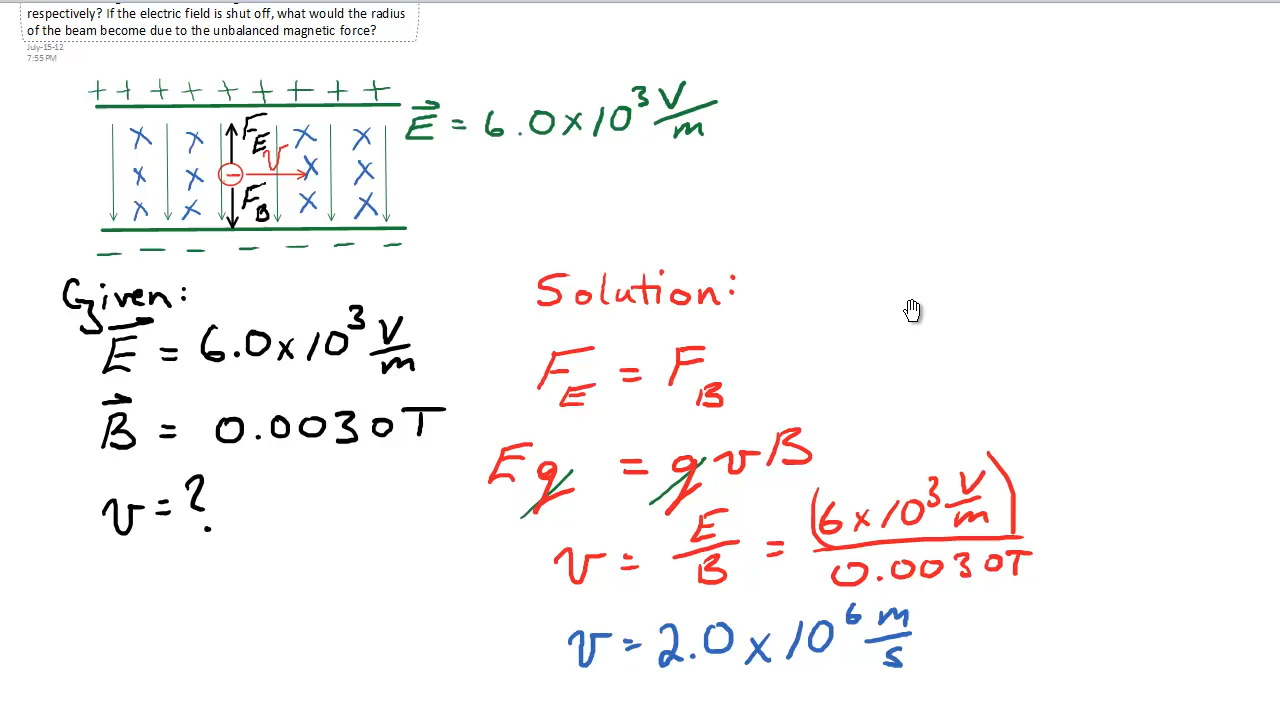 respectively? If the electric field is shut off, what would the radius
of the beam become due to the unbalanced magnetic force?
July-15-12
7:55 PM
+ + + + + + + + +
E = 6.0 x 10³ V/m
x x F_E x x
x x − v x x
x x F_B x x
− − − − − − −
Given:
E = 6.0 x 10³ V/m
B = 0.0030T
v = ?
Solution:
F_E = F_B
Eq = qvB
v = E/B = (6 x 10³ V/m)/0.0030T
v = 2.0 x 10⁶ m/s